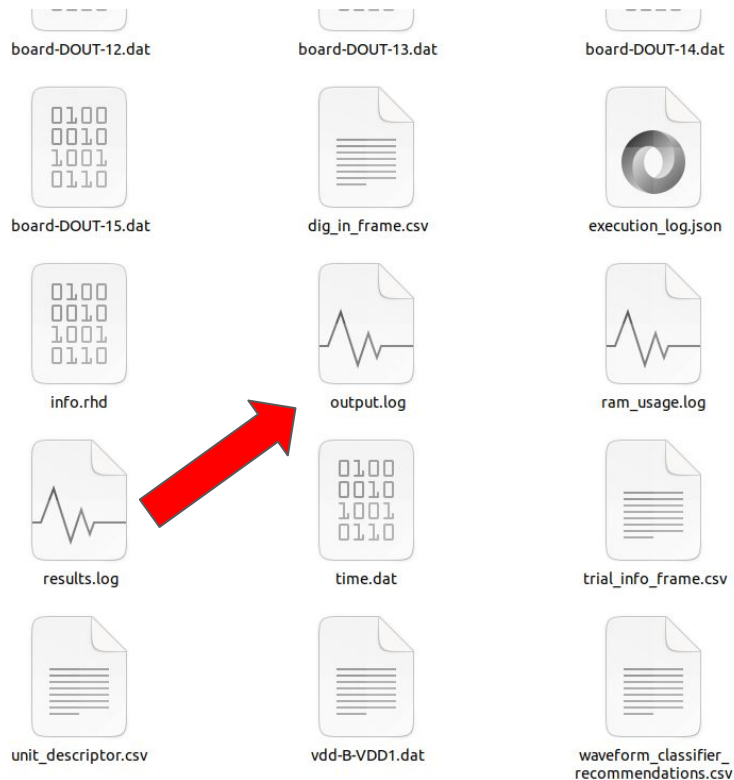 board-DOUT-12.dat
board-DOUT-13.dat
board-DOUT-14.dat
0100
0010
1001
0110
board-DOUT-15.dat
dig_in_frame.csv
execution_log.json
0100
0010
1001
0110
info.rhd
output.log
ram_usage.log
results.log
0100
0010
1001
0110
time.dat
trial_info_frame.csv
unit_descriptor.csv
vdd-B-VDD1.dat
waveform_classifier_
recommendations.csv